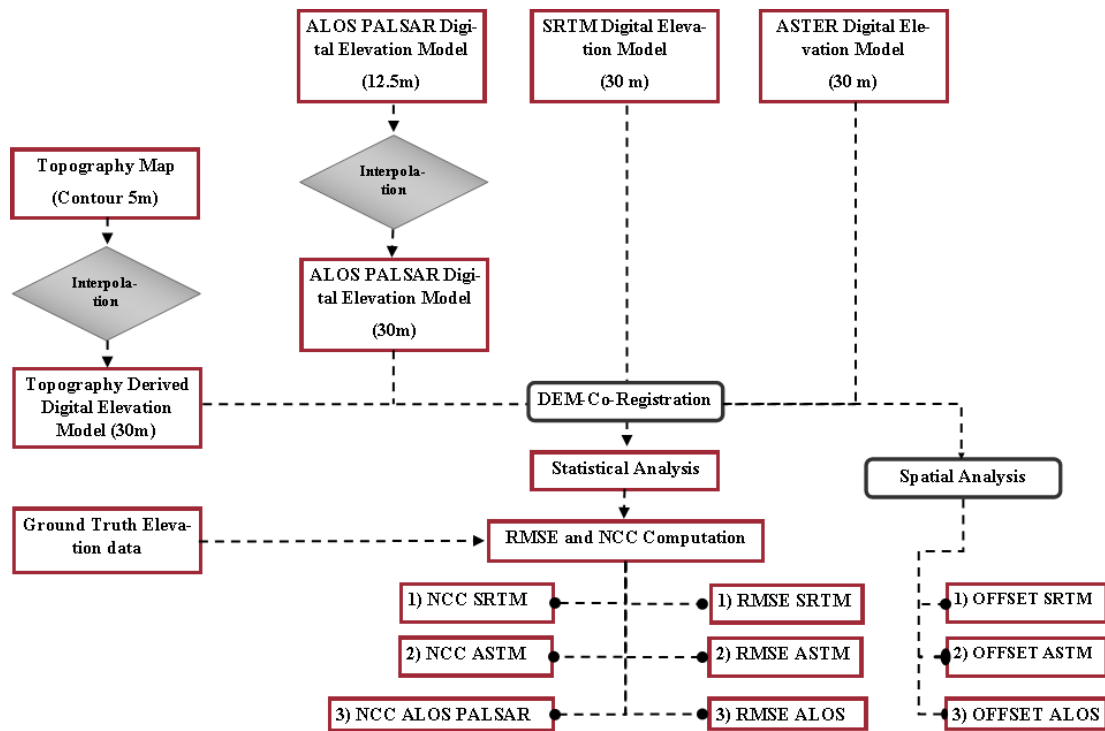 ALOS PALSAR Digi-
tal Elevation Model
(12.5m)
SRTM Digital Eleva-
tion Model
(30 m)
ASTER Digital Ele-
vation Model
(30 m)
Topography Map
(Contour 5m)
Interpola-
tion
Interpola-
tion
ALOS PALSAR Digi-
tal Elevation Model
(30m)
Topography Derived
Digital Elevation
Model (30m)
DEM-Co-Registration
Statistical Analysis
Spatial Analysis
Ground Truth Eleva-
tion data
RMSE and NCC Computation
1) NCC SRTM
1) RMSE SRTM
1) OFFSET SRTM
2) NCC ASTM
2) RMSE ASTM
2) OFFSET ASTM
3) NCC ALOS PALSAR
3) RMSE ALOS
3) OFFSET ALOS